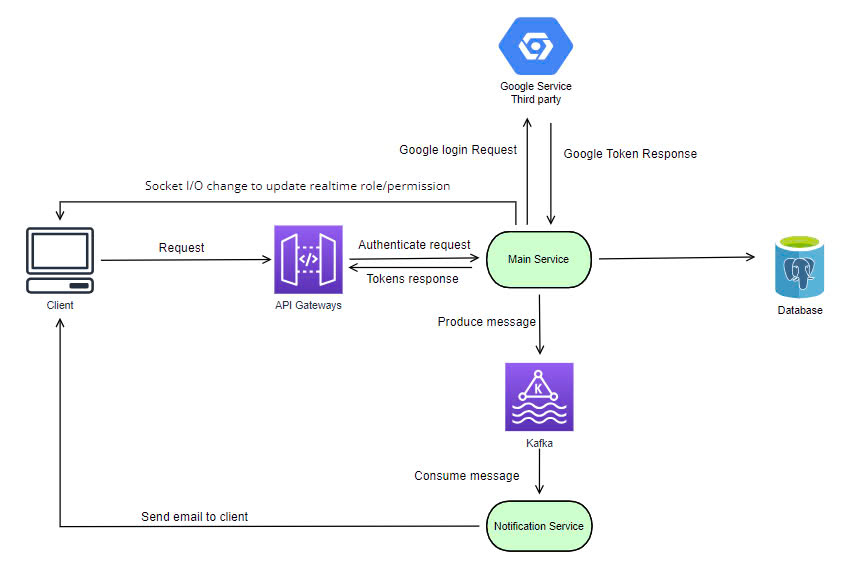 Google Service
Third party
Google login Request
Google Token Response
Socket I/O change to update realtime role/permission
Request
Authenticate request
Tokens response
Main Service
Client
API Gateways
Database
Produce message
K
Kafka
Consume message
Send email to client
Notification Service